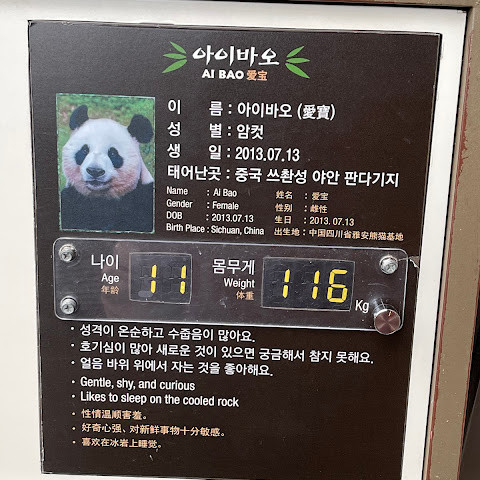 아이바오
AI BAO 爱宝
이 름 : 아이바오 (愛寶)
성 별 : 암컷
생 일 : 2013.07.13
태어난곳 : 중국 쓰촨성 야안 판다기지
Name : Ai Bao
Gender : Female
DOB : 2013.07.13
Birth Place : Sichuan, China
姓名 : 爱宝
性别 : 雌性
生日 : 2013. 07.13
出生地 : 中国四川省雅安熊猫基地
나이
Age
年龄
11
몸무게
Weight
体重
116
Kg
· 성격이 온순하고 수줍음이 많아요.
· 호기심이 많아 새로운 것이 있으면 궁금해서 참지 못해요.
· 얼음 바위 위에서 자는 것을 좋아해요.
· Gentle, shy, and curious
· Likes to sleep on the cooled rock
· 性情温顺害羞。
· 好奇心强、对新鲜事物十分敏感。
· 喜欢在冰岩上睡觉。